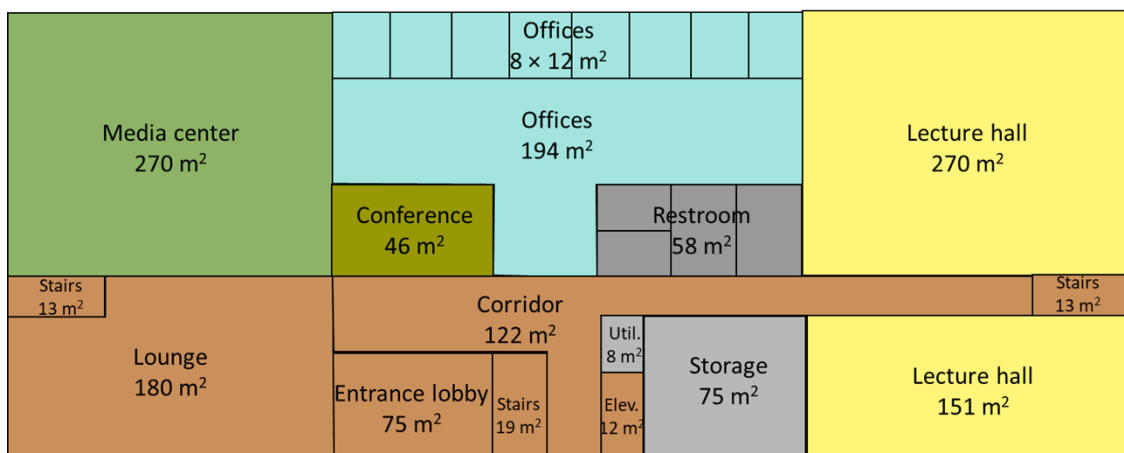 Offices
8 × 12 m²
Media center
270 m²
Offices
194 m²
Lecture hall
270 m²
Conference
46 m²
Restroom
58 m²
Stairs
13 m²
Corridor
122 m²
Stairs
13 m²
Lounge
180 m²
Entrance lobby
75 m²
Stairs
19 m²
Util.
8 m²
Elev.
12 m²
Storage
75 m²
Lecture hall
151 m²